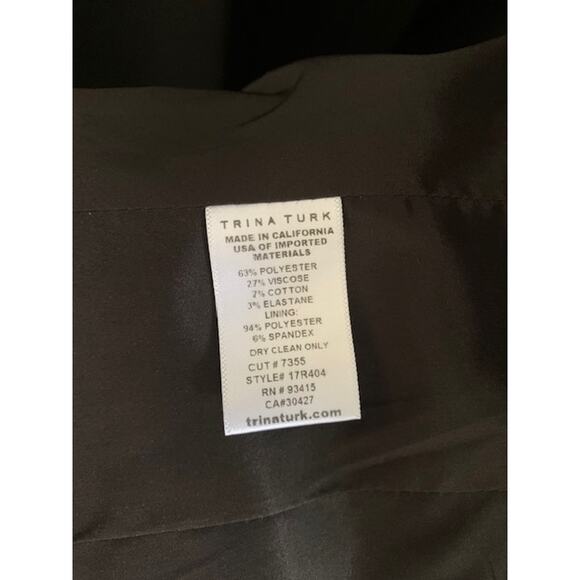 TRINA TURK
MADE IN CALIFORNIA
USA OF IMPORTED
MATERIALS
63% POLYESTER
27% VISCOSE
7% COTTON
3% ELASTANE
LINING:
94% POLYESTER
6% SPANDEX
DRY CLEAN ONLY
CUT# 7355
STYLE# 17R404
RN # 93415
CA#30427
trinaturk.com